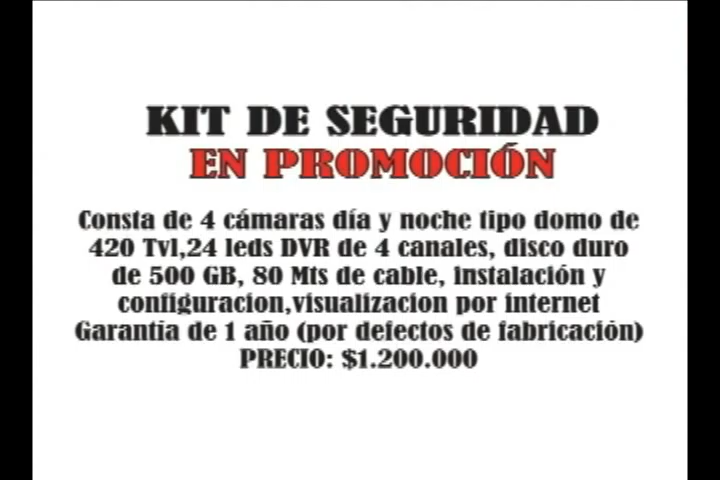 KIT DE SEGURIDAD
EN PROMOCIÓN
Consta de 4 cámaras día y noche tipo domo de
420 Tvl,24 leds DVR de 4 canales, disco duro
de 500 GB, 80 Mts de cable, instalación y
configuracion,visualizacion por internet
Garantia de 1 año (por defectos de fabricación)
PRECIO: $1.200.000